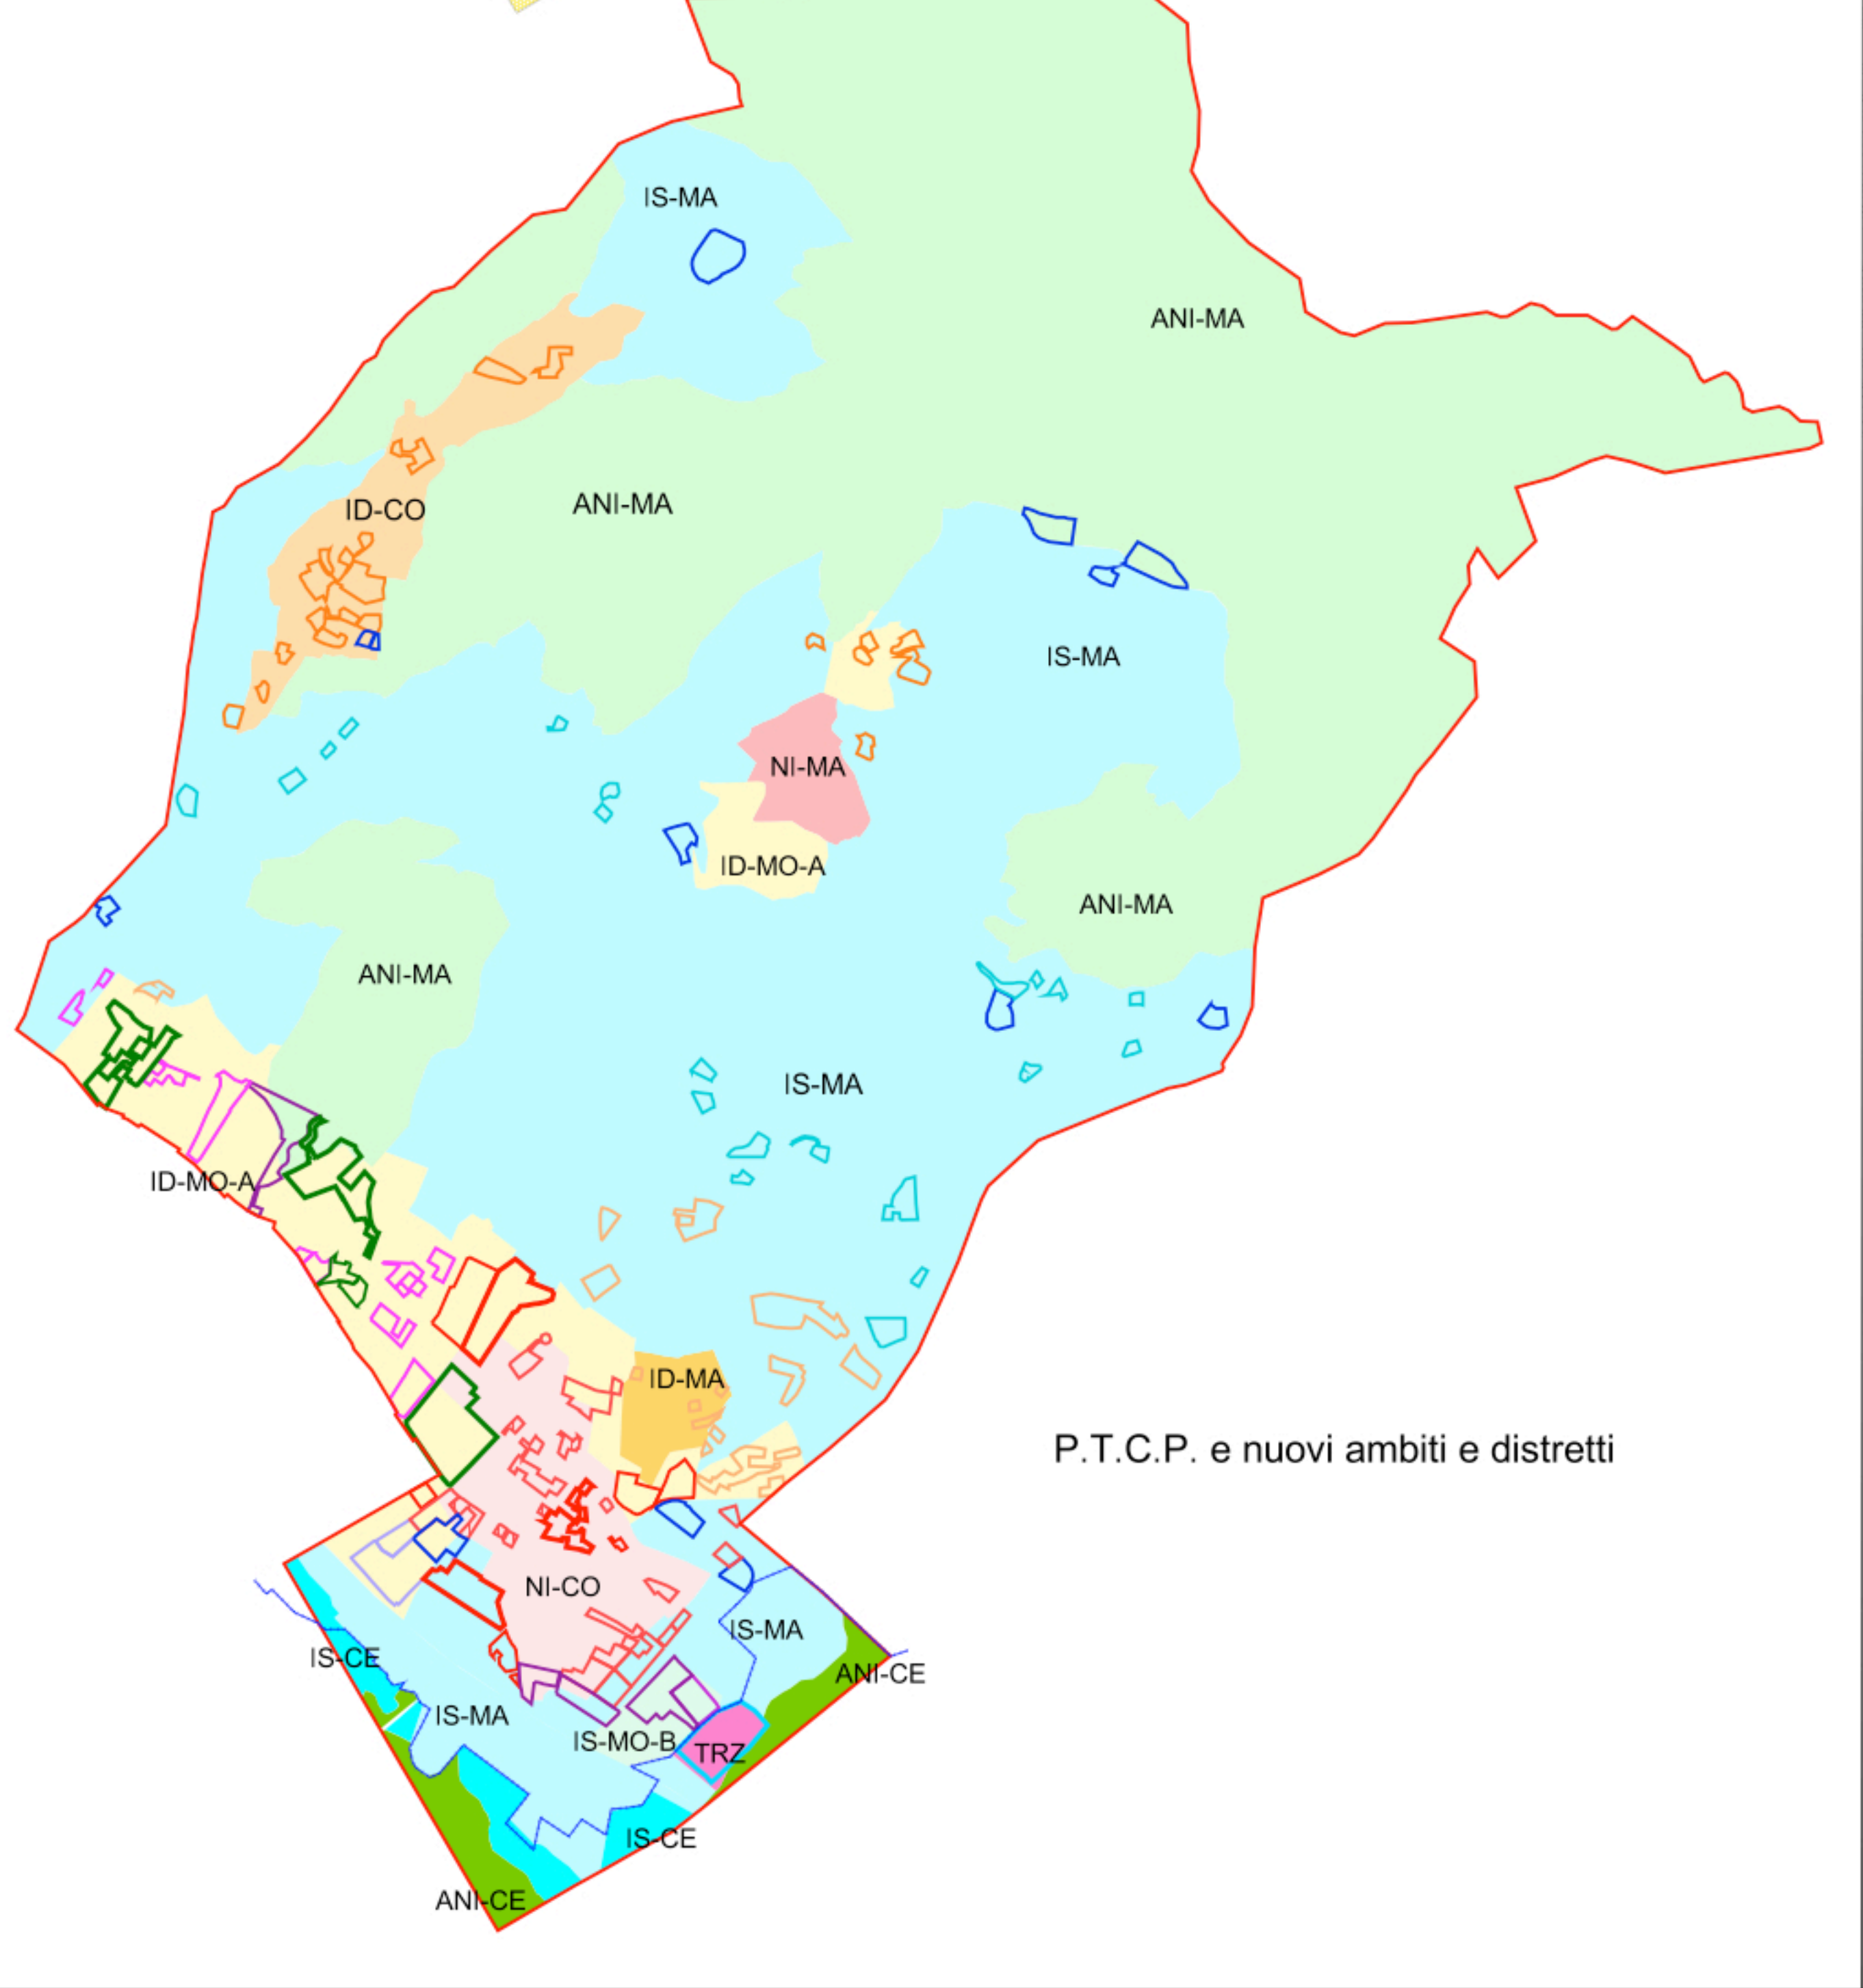 IS-MA
ANI-MA
ANI-MA
ID-CO
IS-MA
NI-MA
ID-MO-A
ANI-MA
ANI-MA
IS-MA
ID-MO-A
ID-MA
P.T.C.P. e nuovi ambiti e distretti
NI-CO
IS-MA
IS-CE
ANI-CE
IS-MA
IS-MO-B
TRZ
IS-CE
ANI-CE